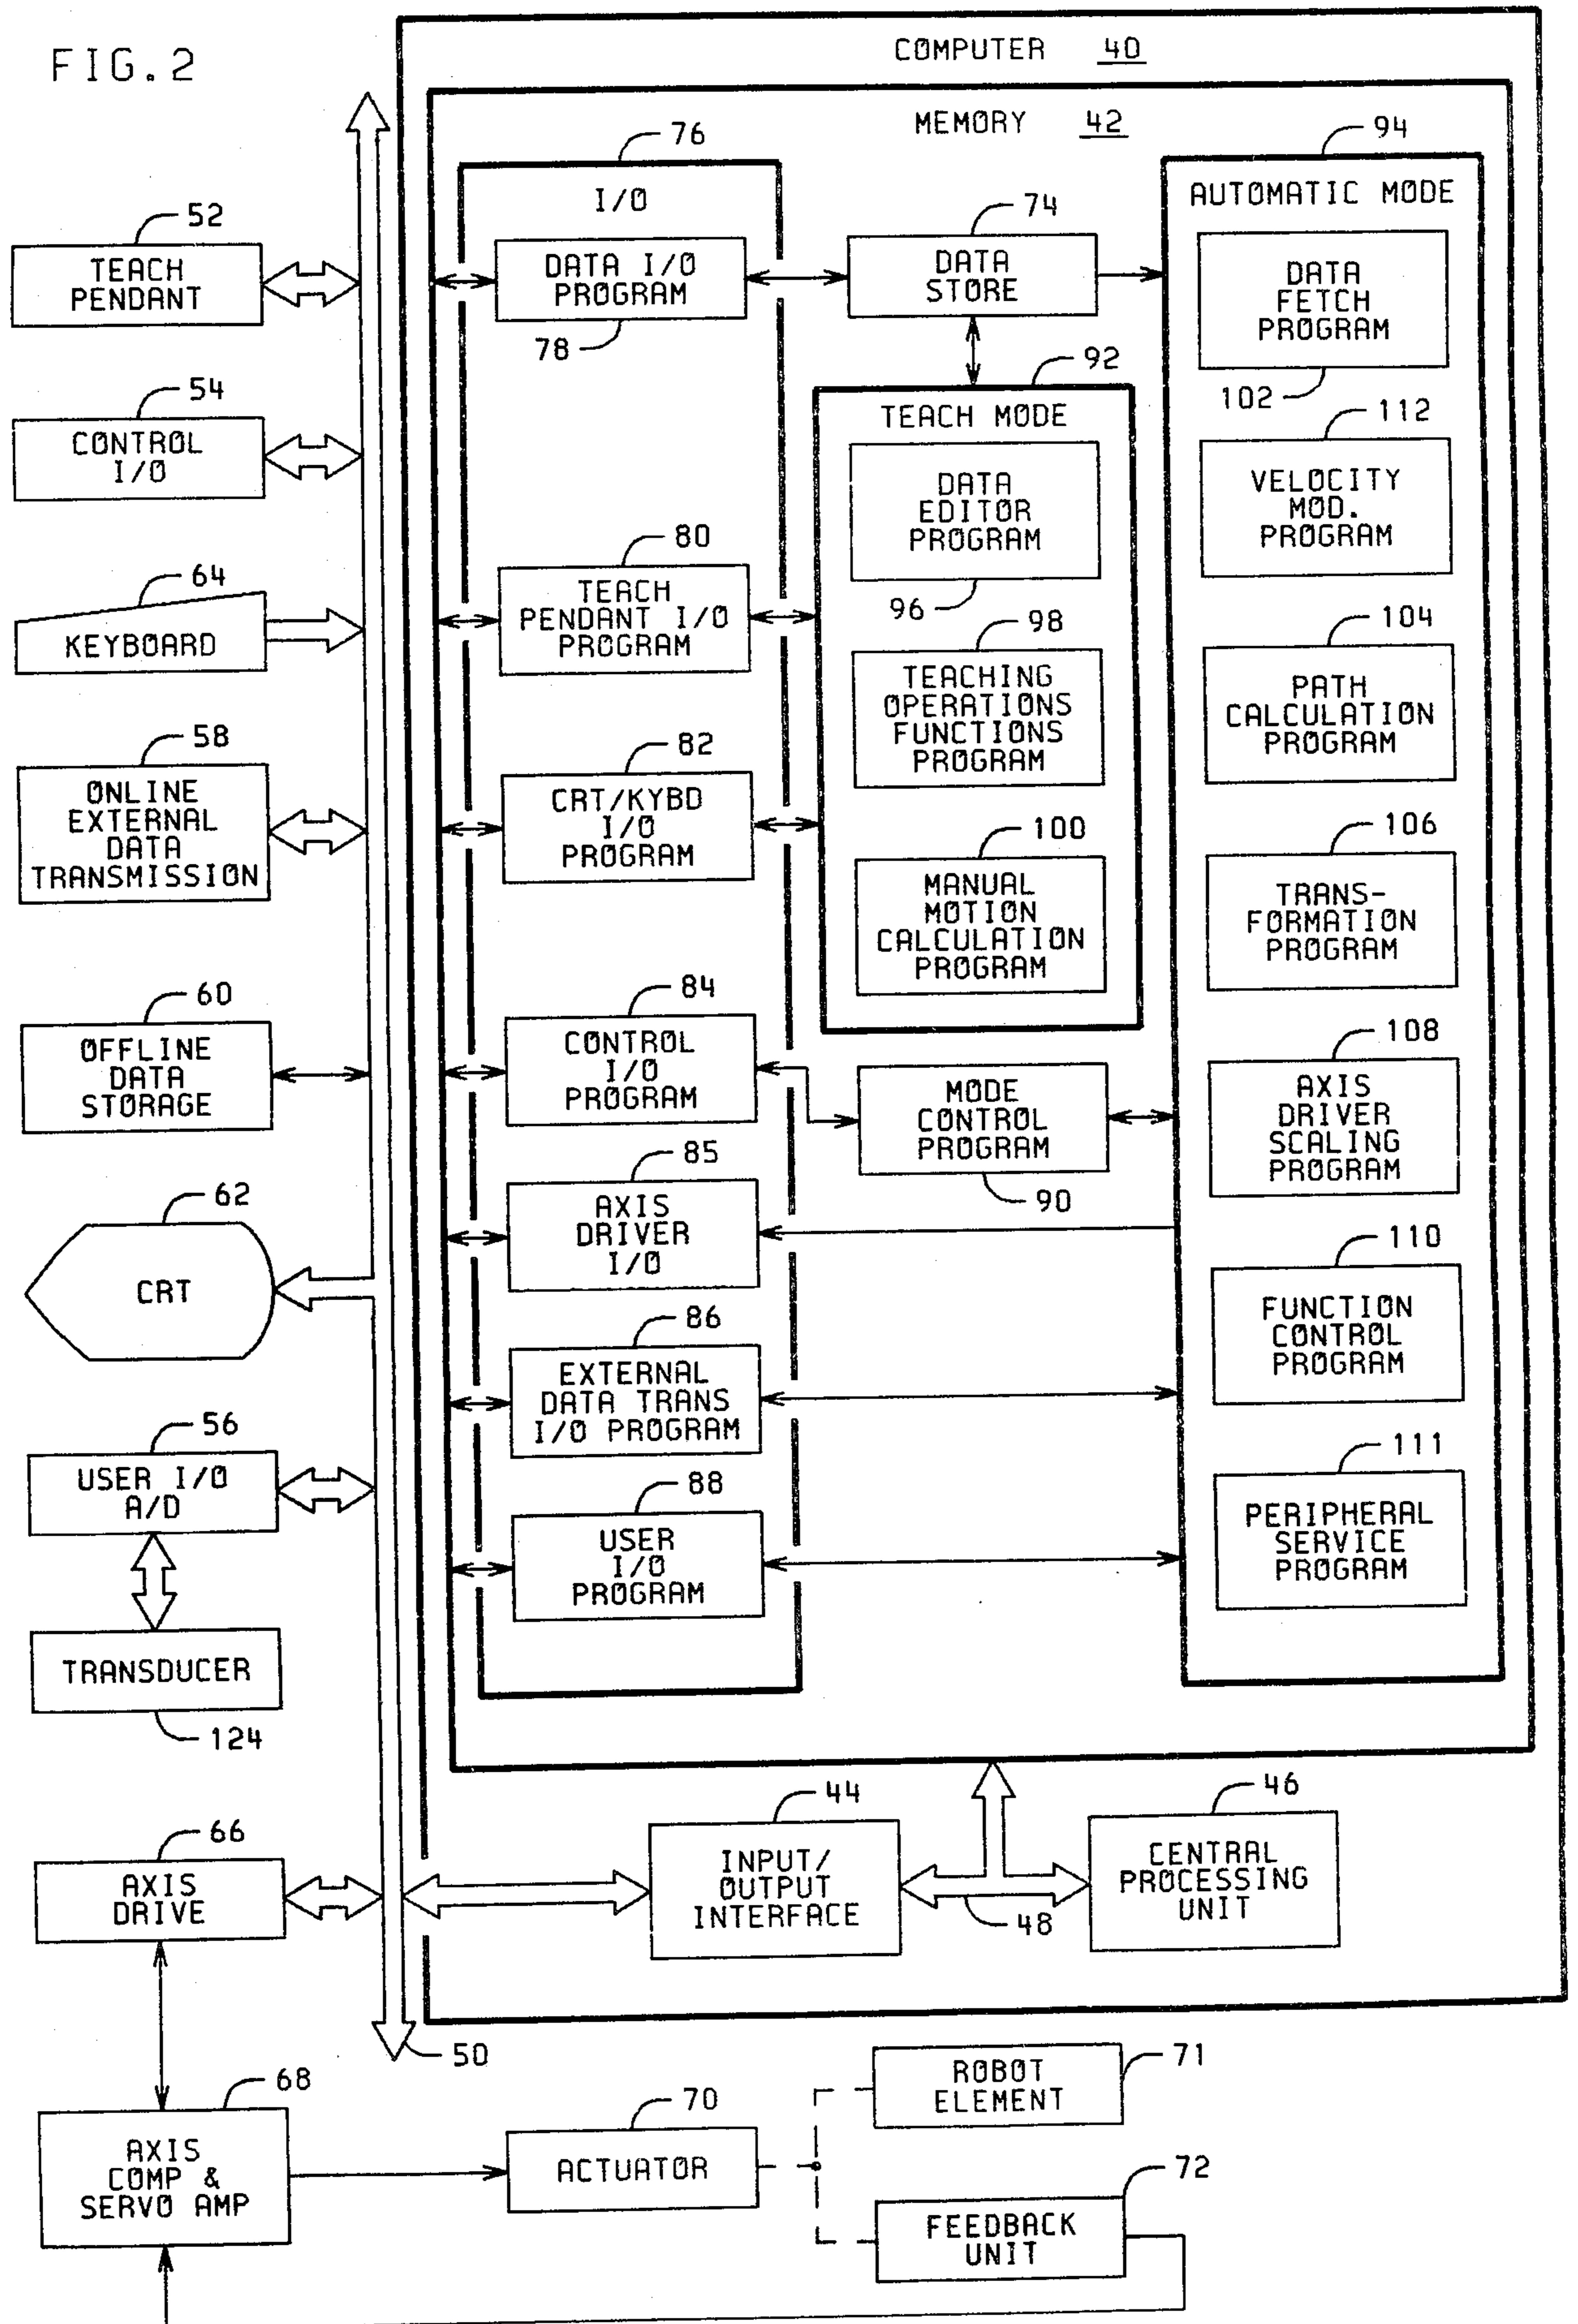 FIG. 2
COMPUTER 40
MEMORY 42
76
I/O
DATA I/O
PROGRAM
78
80
TEACH
PENDANT I/O
PROGRAM
82
CRT/KYBD
I/O
PROGRAM
84
CONTROL
I/O
PROGRAM
85
AXIS
DRIVER
I/O
86
EXTERNAL
DATA TRANS
I/O PROGRAM
88
USER
I/O
PROGRAM
74
DATA
STORE
92
TEACH MODE
DATA
EDITOR
PROGRAM
96
98
TEACHING
OPERATIONS
FUNCTIONS
PROGRAM
100
MANUAL
MOTION
CALCULATION
PROGRAM
MODE
CONTROL
PROGRAM
90
94
AUTOMATIC MODE
DATA
FETCH
PROGRAM
102
112
VELOCITY
MOD.
PROGRAM
104
PATH
CALCULATION
PROGRAM
106
TRANS-
FORMATION
PROGRAM
108
AXIS
DRIVER
SCALING
PROGRAM
110
FUNCTION
CONTROL
PROGRAM
111
PERIPHERAL
SERVICE
PROGRAM
52
TEACH
PENDANT
54
CONTROL
I/O
64
KEYBOARD
58
ONLINE
EXTERNAL
DATA
TRANSMISSION
60
OFFLINE
DATA
STORAGE
62
CRT
56
USER I/O
A/D
TRANSDUCER
124
66
AXIS
DRIVE
44
INPUT/
OUTPUT
INTERFACE
48
46
CENTRAL
PROCESSING
UNIT
50
68
AXIS
COMP &
SERVO AMP
70
ACTUATOR
71
ROBOT
ELEMENT
72
FEEDBACK
UNIT